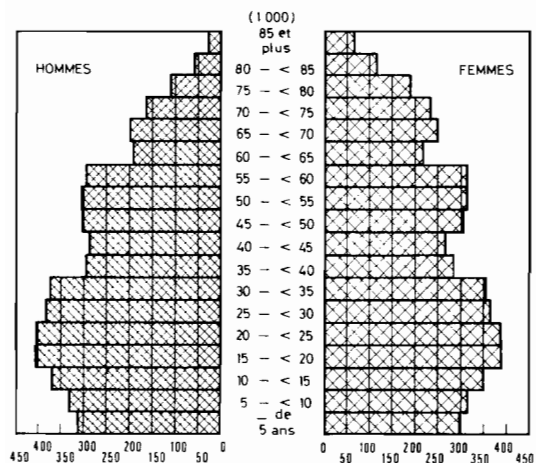 (1 000)
85 et
plus
HOMMES
FEMMES
80 – < 85
75 – < 80
70 – < 75
65 – < 70
60 – < 65
55 – < 60
50 – < 55
45 – < 50
40 – < 45
35 – < 40
30 – < 35
25 – < 30
20 – < 25
15 – < 20
10 – < 15
5 – < 10
– de
5 ans
400 300 200 100 0
450 350 250 150 50
0 100 200 300 400
50 150 250 350 450